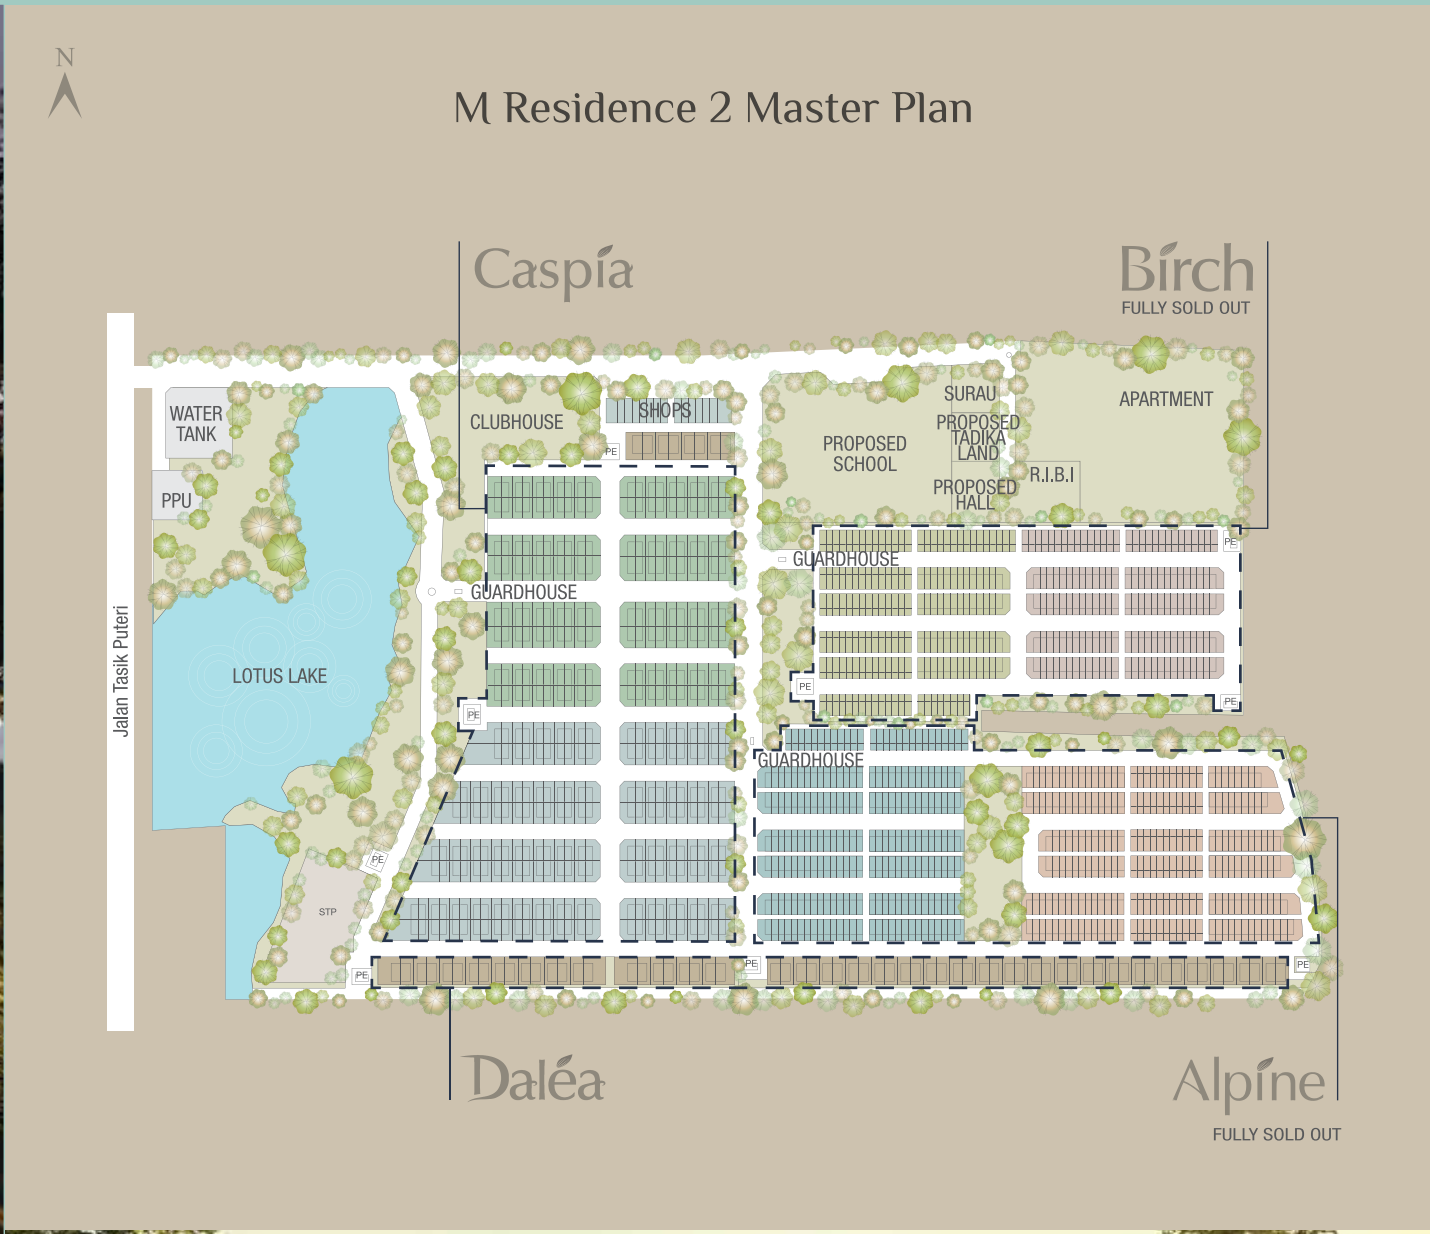 N
M Residence 2 Master Plan
Caspia
Birch
FULLY SOLD OUT
WATER
TANK
PPU
CLUBHOUSE
SHOPS
PE
PROPOSED
SCHOOL
SURAU
PROPOSED
TADIKA
LAND
PROPOSED
HALL
R.I.B.I
APARTMENT
GUARDHOUSE
PE
GUARDHOUSE
Jalan Tasik Puteri
LOTUS LAKE
PE
PE
PE
GUARDHOUSE
PE
STP
PE
PE
PE
Daléa
Alpine
FULLY SOLD OUT